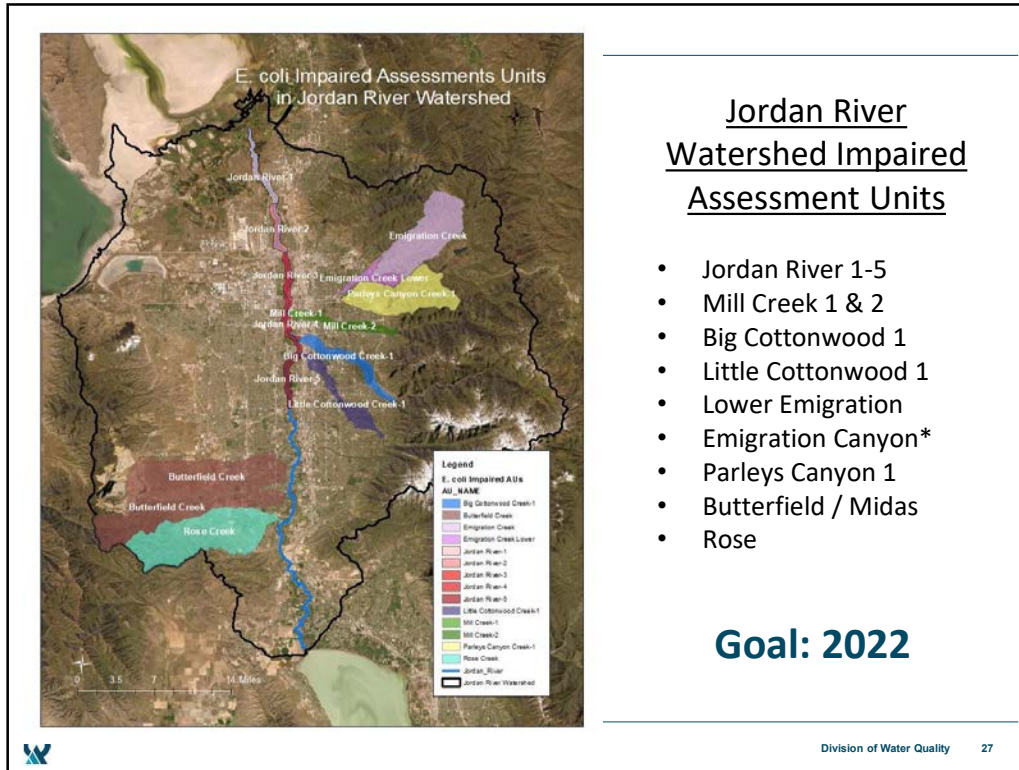 E. coli Impaired Assessments Units
in Jordan River Watershed
Jordan River-1
Jordan River-2
Emigration Creek
Jordan River-3
Emigration Creek Lower
Parleys Canyon Creek-1
Mill Creek-1
Jordan River-4
Mill Creek-2
Big Cottonwood Creek-1
Jordan River-5
Little Cottonwood Creek-1
Butterfield Creek
Butterfield Creek
Rose Creek
0 3.5 7 14 Miles
Legend
E. coli Impaired AUs
AU_NAME
Big Cottonwood Creek-1
Butterfield Creek
Emigration Creek
Emigration Creek Lower
Jordan River-1
Jordan River-2
Jordan River-3
Jordan River-4
Jordan River-5
Little Cottonwood Creek-1
Mill Creek-1
Mill Creek-2
Parleys Canyon Creek-1
Rose Creek
Jordan_River
Jordan River Watershed
Jordan River
Watershed Impaired
Assessment Units
• Jordan River 1-5
• Mill Creek 1 & 2
• Big Cottonwood 1
• Little Cottonwood 1
• Lower Emigration
• Emigration Canyon*
• Parleys Canyon 1
• Butterfield / Midas
• Rose
Goal: 2022
Division of Water Quality 27